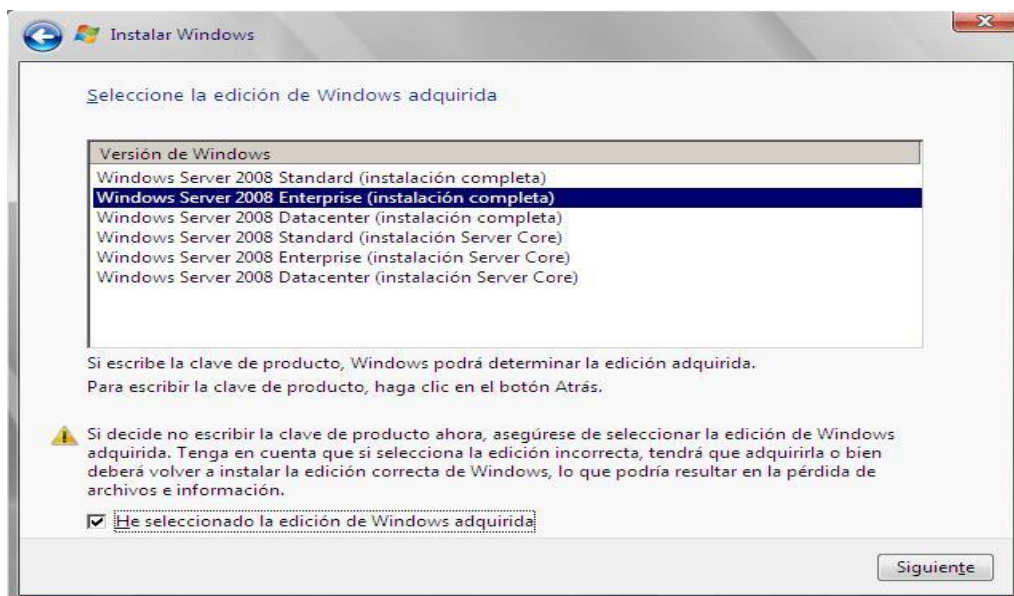 Instalar Windows
Seleccione la edición de Windows adquirida
Versión de Windows
Windows Server 2008 Standard (instalación completa)
Windows Server 2008 Enterprise (instalación completa)
Windows Server 2008 Datacenter (instalación completa)
Windows Server 2008 Standard (instalación Server Core)
Windows Server 2008 Enterprise (instalación Server Core)
Windows Server 2008 Datacenter (instalación Server Core)
Si escribe la clave de producto, Windows podrá determinar la edición adquirida.
Para escribir la clave de producto, haga clic en el botón Atrás.
Si decide no escribir la clave de producto ahora, asegúrese de seleccionar la edición de Windows
adquirida. Tenga en cuenta que si selecciona la edición incorrecta, tendrá que adquirirla o bien
deberá volver a instalar la edición correcta de Windows, lo que podría resultar en la pérdida de
archivos e información.
He seleccionado la edición de Windows adquirida
Siguiente